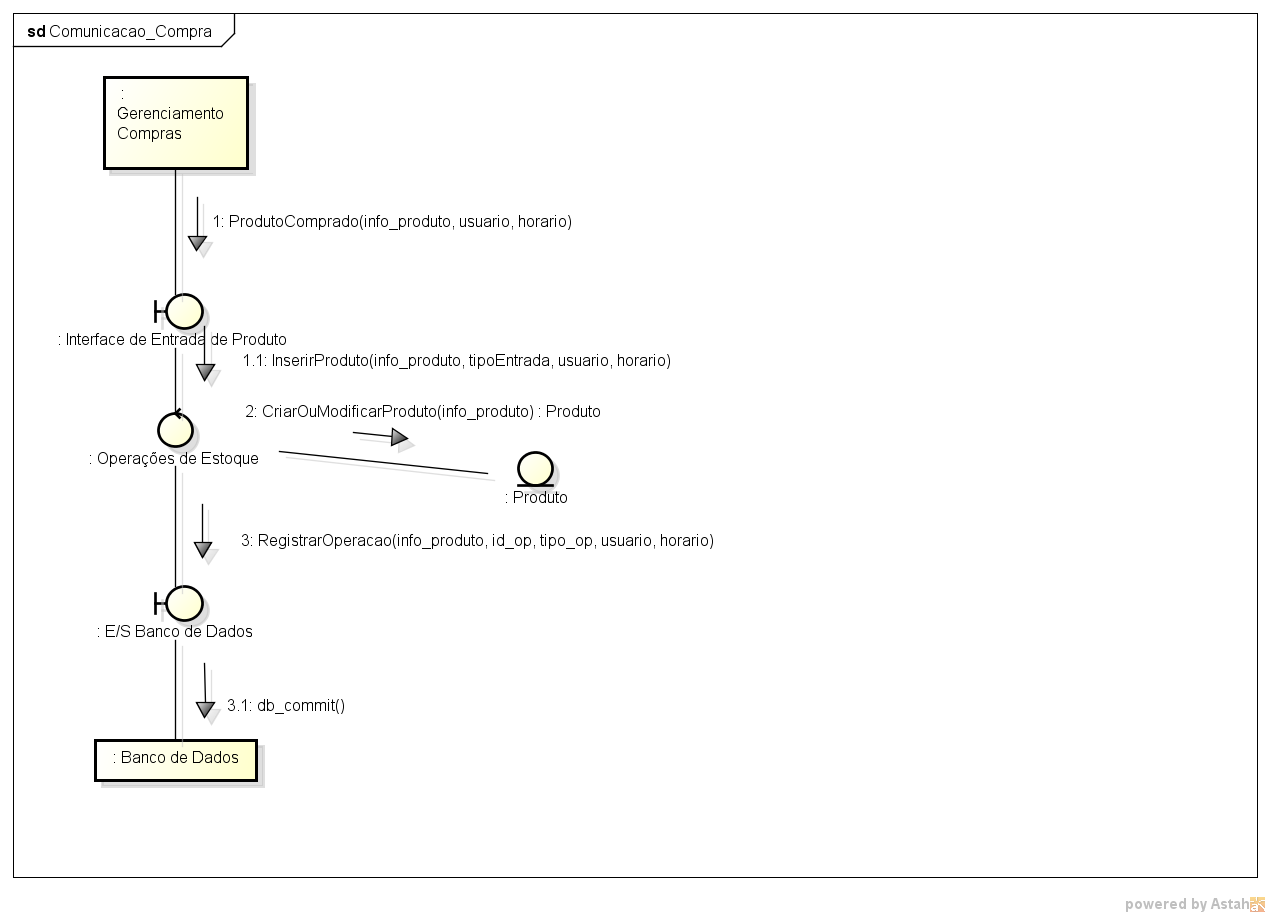 sd Comunicacao_Compra
:
Gerenciamento
Compras
1: ProdutoComprado(info_produto, usuario, horario)
: Interface de Entrada de Produto
1.1: InserirProduto(info_produto, tipoEntrada, usuario, horario)
2: CriarOuModificarProduto(info_produto) : Produto
: Operações de Estoque
: Produto
3: RegistrarOperacao(info_produto, id_op, tipo_op, usuario, horario)
: E/S Banco de Dados
3.1: db_commit()
: Banco de Dados
powered by Astah